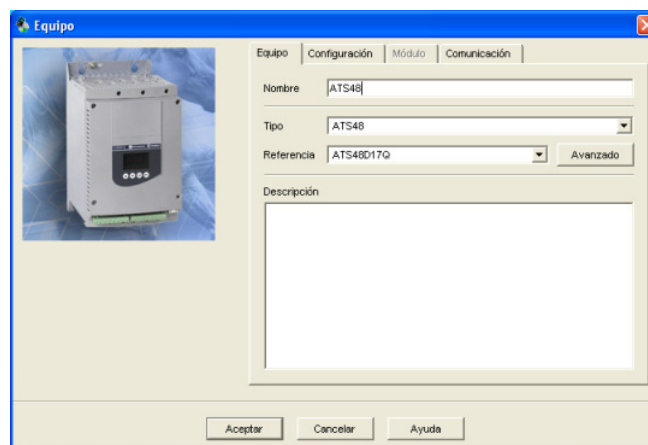 Equipo
Equipo Configuración Módulo Comunicación
Nombre ATS48
Tipo ATS48
Referencia ATS48D17Q Avanzado
Descripción
Aceptar Cancelar Ayuda